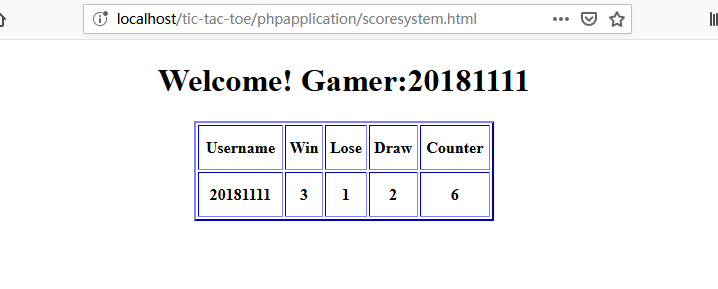 localhost/tic-tac-toe/phpapplication/scoresystem.html
Welcome! Gamer:20181111
Username Win Lose Draw Counter
20181111 3 1 2 6